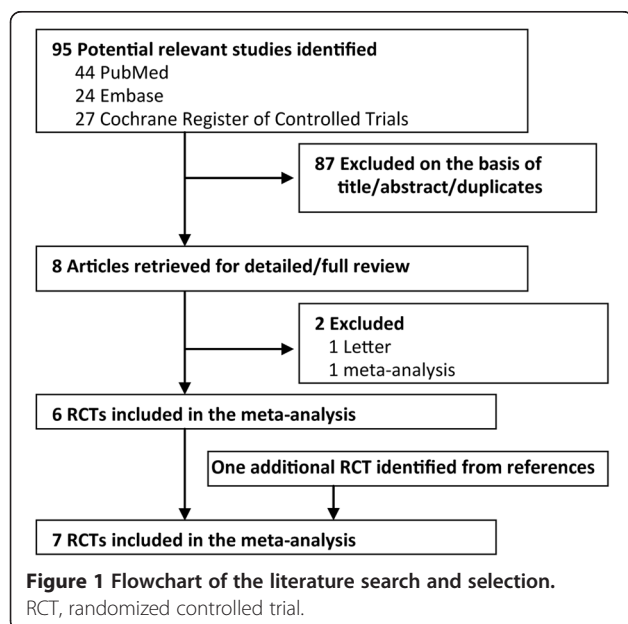 95 Potential relevant studies identified
44 PubMed
24 Embase
27 Cochrane Register of Controlled Trials
87 Excluded on the basis of
title/abstract/duplicates
8 Articles retrieved for detailed/full review
2 Excluded
1 Letter
1 meta-analysis
6 RCTs included in the meta-analysis
One additional RCT identified from references
7 RCTs included in the meta-analysis
Figure 1 Flowchart of the literature search and selection.
RCT, randomized controlled trial.